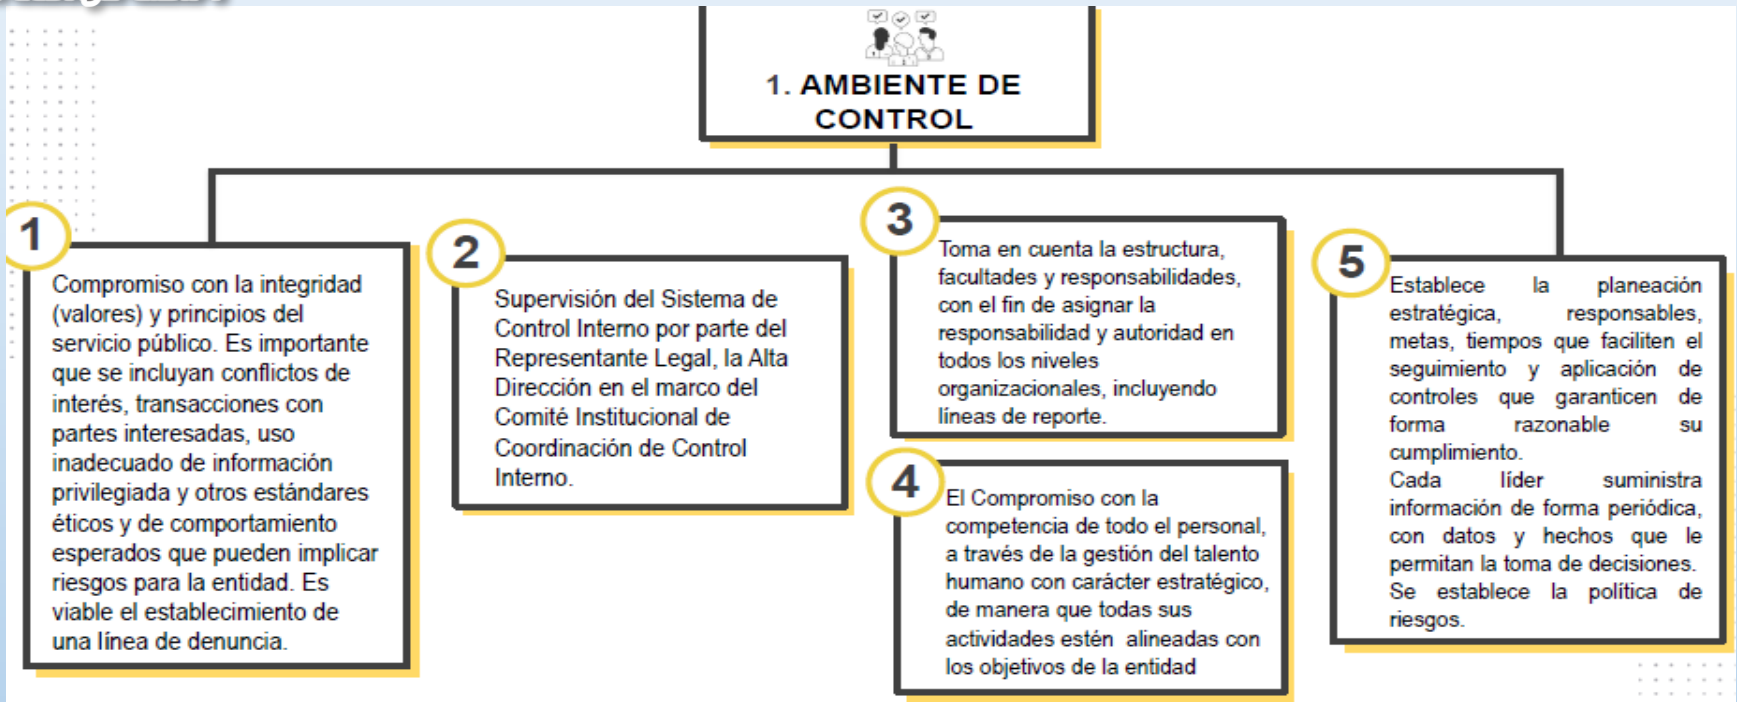 1. AMBIENTE DE
CONTROL
1
Compromiso con la integridad
(valores) y principios del
servicio público. Es importante
que se incluyan conflictos de
interés, transacciones con
partes interesadas, uso
inadecuado de información
privilegiada y otros estándares
éticos y de comportamiento
esperados que pueden implicar
riesgos para la entidad. Es
viable el establecimiento de
una línea de denuncia.
2
Supervisión del Sistema de
Control Interno por parte del
Representante Legal, la Alta
Dirección en el marco del
Comité Institucional de
Coordinación de Control
Interno.
3
Toma en cuenta la estructura,
facultades y responsabilidades,
con el fin de asignar la
responsabilidad y autoridad en
todos los niveles
organizacionales, incluyendo
líneas de reporte.
4
El Compromiso con la
competencia de todo el personal,
a través de la gestión del talento
humano con carácter estratégico,
de manera que todas sus
actividades estén alineadas con
los objetivos de la entidad
5
Establece la planeación
estratégica, responsables,
metas, tiempos que faciliten el
seguimiento y aplicación de
controles que garanticen de
forma razonable su
cumplimiento.
Cada líder suministra
información de forma periódica,
con datos y hechos que le
permitan la toma de decisiones.
Se establece la política de
riesgos.